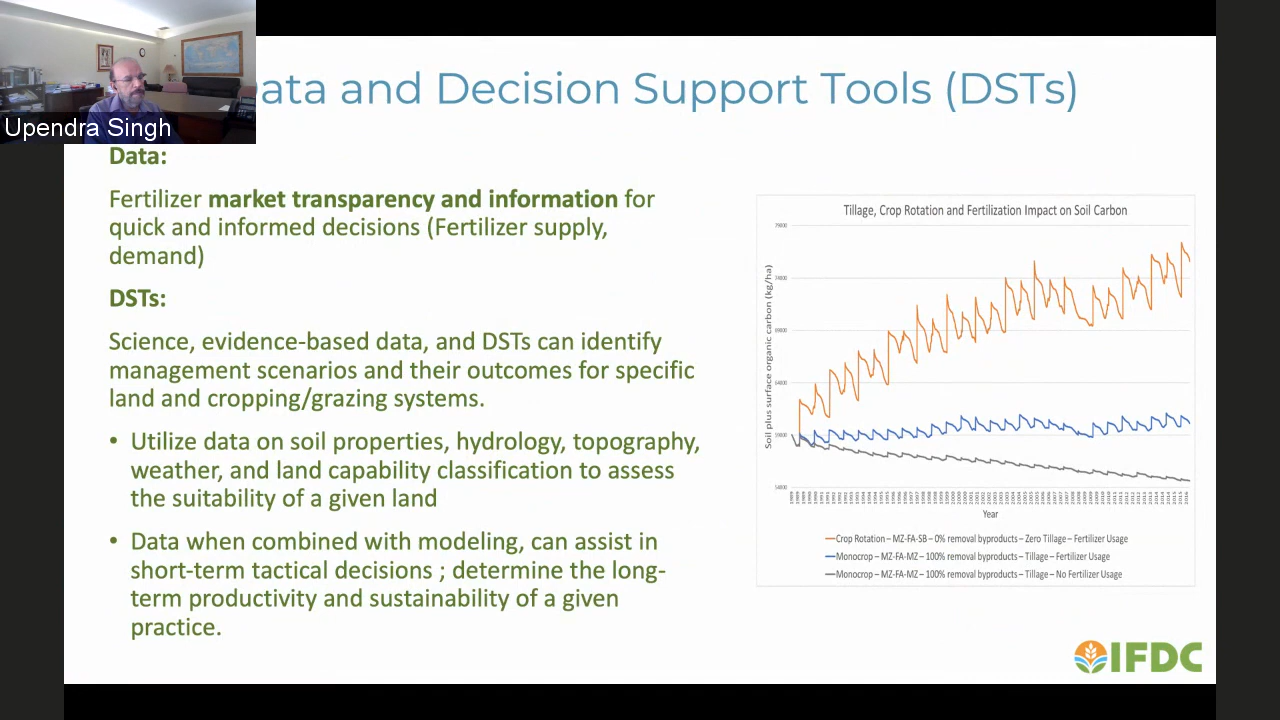 Upendra Singh
ata and Decision Support Tools (DSTs)
Data:
Fertilizer market transparency and information for
quick and informed decisions (Fertilizer supply,
demand)
DSTs:
Science, evidence-based data, and DSTs can identify
management scenarios and their outcomes for specific
land and cropping/grazing systems.
• Utilize data on soil properties, hydrology, topography,
weather, and land capability classification to assess
the suitability of a given land
• Data when combined with modeling, can assist in
short-term tactical decisions ; determine the long-
term productivity and sustainability of a given
practice.
Tillage, Crop Rotation and Fertilization Impact on Soil Carbon
Soil plus surface organic carbon (kg/ha)
79000
74000
69000
64000
59000
54000
Year
Crop Rotation – MZ-FA-SB – 0% removal byproducts – Zero Tillage – Fertilizer Usage
Monocrop – MZ-FA-MZ – 100% removal byproducts – Tillage – Fertilizer Usage
Monocrop – MZ-FA-MZ – 100% removal byproducts – Tillage – No Fertilizer Usage
IFDC